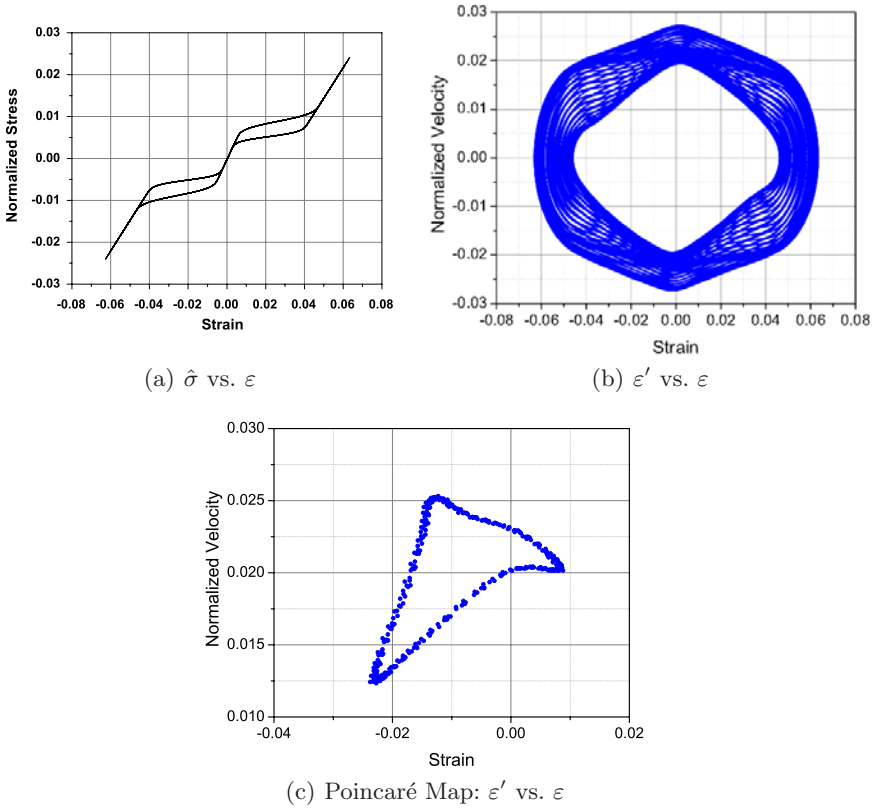 0.03
0.02
0.01
0.00
-0.01
-0.02
-0.03
-0.08 -0.06 -0.04 -0.02 0.00 0.02 0.04 0.06 0.08
Normalized Stress
Strain
(a) σ̂ vs. ε
0.03
0.02
0.01
0.00
-0.01
-0.02
-0.03
-0.08 -0.06 -0.04 -0.02 0.00 0.02 0.04 0.06 0.08
Normalized Velocity
Strain
(b) ε′ vs. ε
0.030
0.025
0.020
0.015
0.010
-0.04 -0.02 0.00 0.02
Normalized Velocity
Strain
(c) Poincaré Map: ε′ vs. ε